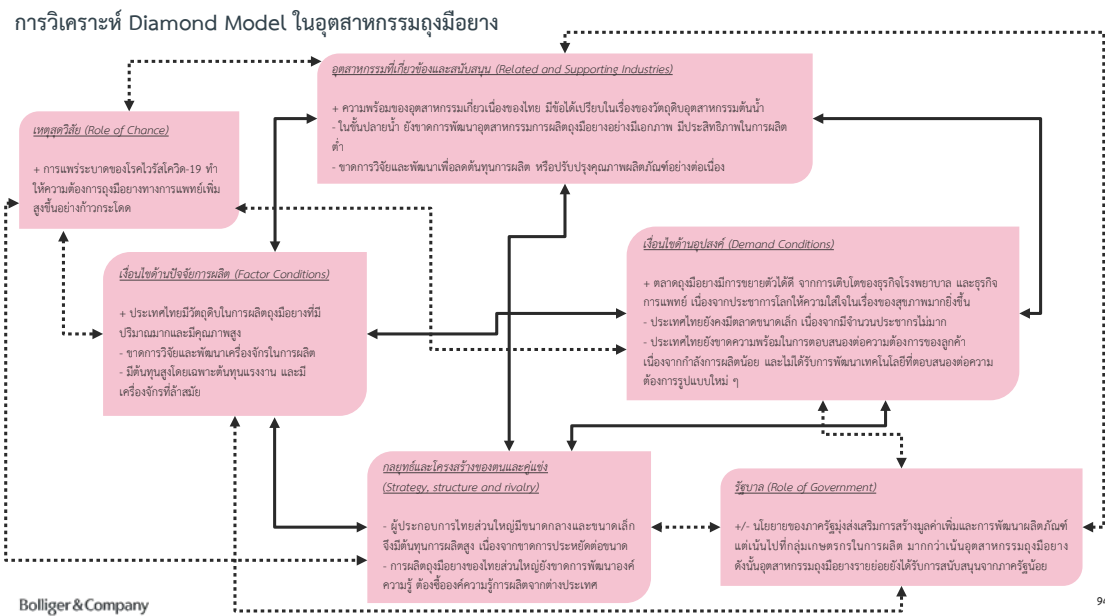 การวิเคราะห์ Diamond Model ในอุตสาหกรรมถุงมือยาง
อุตสาหกรรมที่เกี่ยวข้องและสนับสนุน (Related and Supporting Industries)
+ ความพร้อมของอุตสาหกรรมเกี่ยวเนื่องของไทย มีข้อได้เปรียบในเรื่องของวัตถุดิบอุตสาหกรรมต้นน้ำ
- ในชั้นปลายน้ำ ยังขาดการพัฒนาอุตสาหกรรมการผลิตถุงมือยางอย่างมีเอกภาพ มีประสิทธิภาพในการผลิต
ต่ำ
- ขาดการวิจัยและพัฒนาเพื่อลดต้นทุนการผลิต หรือปรับปรุงคุณภาพผลิตภัณฑ์อย่างต่อเนื่อง
เหตุสุดวิสัย (Role of Chance)
+ การแพร่ระบาดของโรคไวรัสโควิด-19 ทำ
ให้ความต้องการถุงมือยางทางการแพทย์เพิ่ม
สูงขึ้นอย่างก้าวกระโดด
เงื่อนไขด้านปัจจัยการผลิต (Factor Conditions)
+ ประเทศไทยมีวัตถุดิบในการผลิตถุงมือยางที่มี
ปริมาณมากและมีคุณภาพสูง
- ขาดการวิจัยและพัฒนาเครื่องจักรในการผลิต
- มีต้นทุนสูงโดยเฉพาะต้นทุนแรงงาน และมี
เครื่องจักรที่ล้าสมัย
เงื่อนไขด้านอุปสงค์ (Demand Conditions)
+ ตลาดถุงมือยางมีการขยายตัวได้ดี จากการเติบโตของธุรกิจโรงพยาบาล และธุรกิจ
การแพทย์ เนื่องจากประชาการโลกให้ความใส่ใจในเรื่องของสุขภาพมากยิ่งขึ้น
- ประเทศไทยยังคงมีตลาดขนาดเล็ก เนื่องจากมีจำนวนประชากรไม่มาก
- ประเทศไทยยังขาดความพร้อมในการตอบสนองต่อความต้องการของลูกค้า
เนื่องจากกำลังการผลิตน้อย และไม่ได้รับการพัฒนาเทคโนโลยีที่ตอบสนองต่อความ
ต้องการรูปแบบใหม่ ๆ
กลยุทธ์และโครงสร้างของตนและคู่แข่ง
(Strategy, structure and rivalry)
- ผู้ประกอบการไทยส่วนใหญ่มีขนาดกลางและขนาดเล็ก
จึงมีต้นทุนการผลิตสูง เนื่องจากขาดการประหยัดต่อขนาด
- การผลิตถุงมือยางของไทยส่วนใหญ่ยังขาดการพัฒนาองค์
ความรู้ ต้องซื้อองค์ความรู้การผลิตจากต่างประเทศ
รัฐบาล (Role of Government)
+/- นโยบายของภาครัฐมุ่งส่งเสริมการสร้างมูลค่าเพิ่มและการพัฒนาผลิตภัณฑ์
แต่เน้นไปที่กลุ่มเกษตรกรในการผลิต มากกว่าเน้นอุตสาหกรรมถุงมือยาง
ดังนั้นอุตสาหกรรมถุงมือยางรายย่อยยังได้รับการสนับสนุนจากภาครัฐน้อย
Bolliger & Company